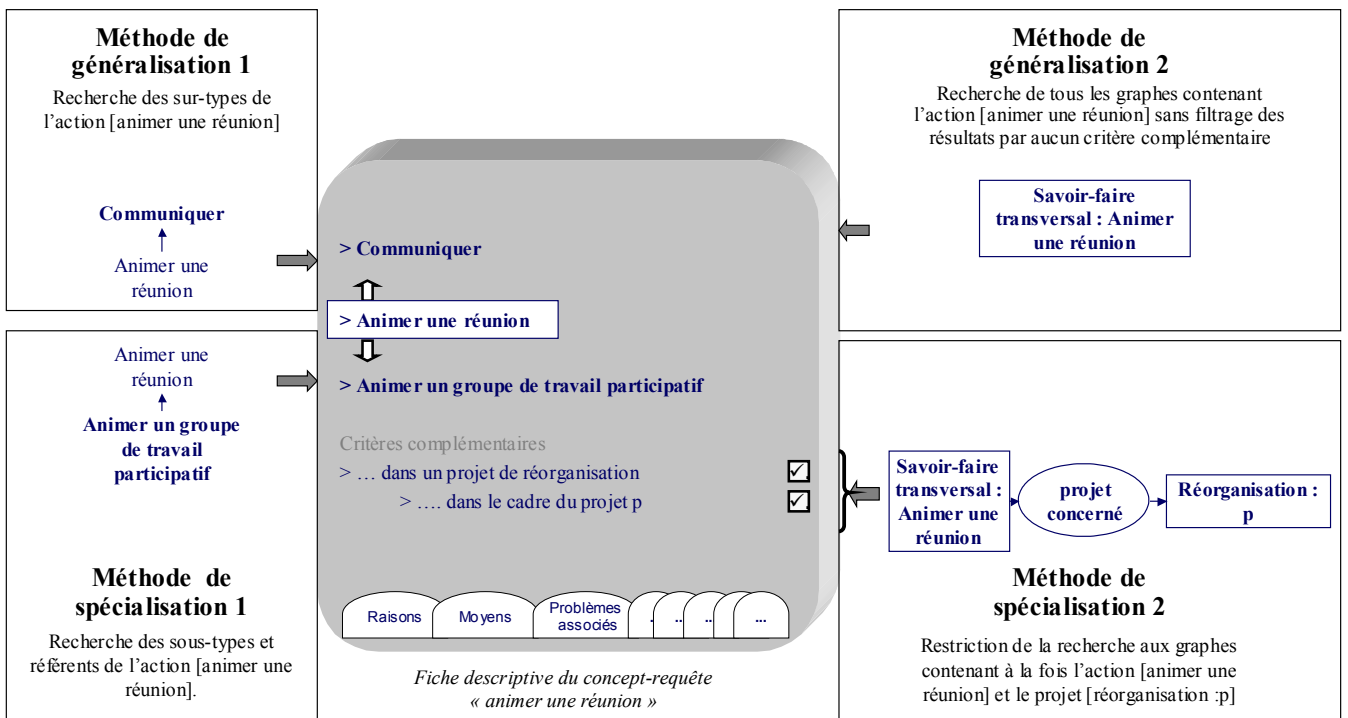 Méthode de
généralisation 1
Recherche des sur-types de
l'action [animer une réunion]
Communiquer
Animer une
réunion
Animer une
réunion
Animer un groupe
de travail
participatif
Méthode de
spécialisation 1
Recherche des sous-types et
référents de l'action [animer une
réunion].
> Communiquer
> Animer une réunion
> Animer un groupe de travail participatif
Critères complémentaires
> … dans un projet de réorganisation
> …. dans le cadre du projet p
Raisons
Moyens
Problèmes
associés
..
..
..
...
Fiche descriptive du concept-requête
« animer une réunion »
Méthode de
généralisation 2
Recherche de tous les graphes contenant
l'action [animer une réunion] sans filtrage des
résultats par aucun critère complémentaire
Savoir-faire
transversal : Animer
une réunion
Savoir-faire
transversal :
Animer une
réunion
projet
concerné
Réorganisation :
p
Méthode de
spécialisation 2
Restriction de la recherche aux graphes
contenant à la fois l'action [animer une
réunion] et le projet [réorganisation :p]